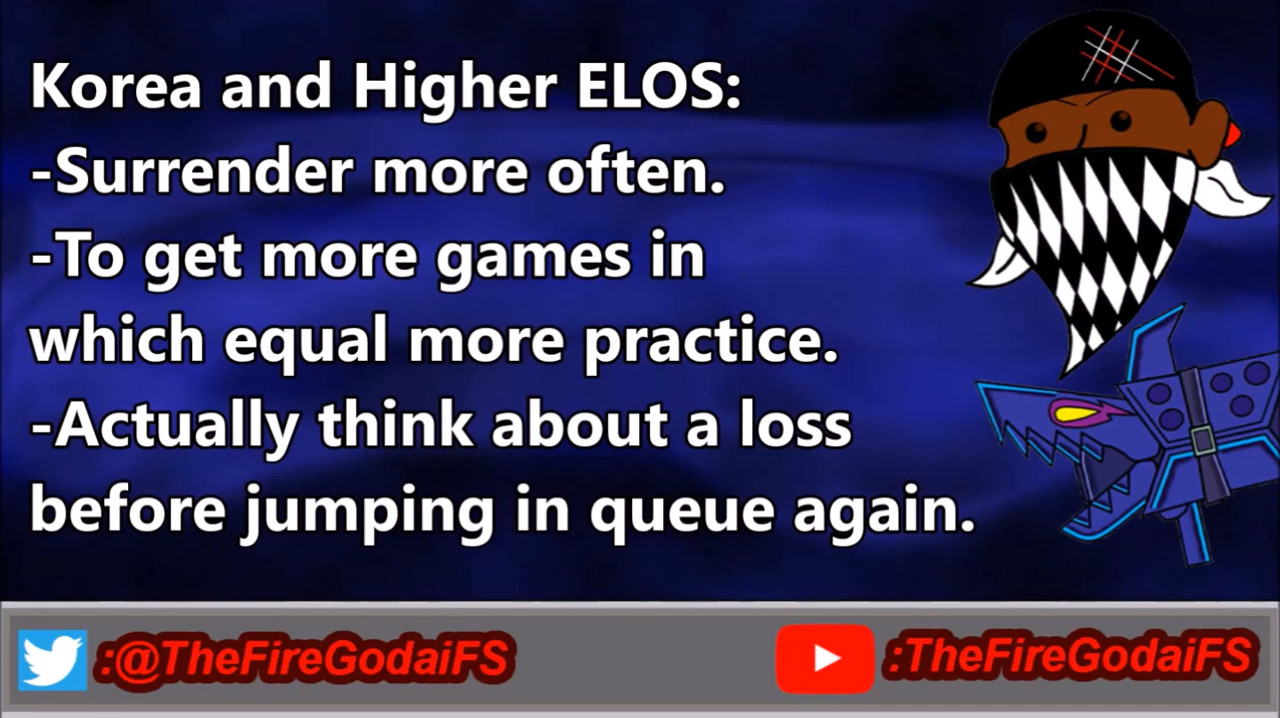 Korea and Higher ELOS:
-Surrender more often.
-To get more games in
which equal more practice.
-Actually think about a loss
before jumping in queue again.
:@TheFireGodaiFS
:TheFireGodaiFS